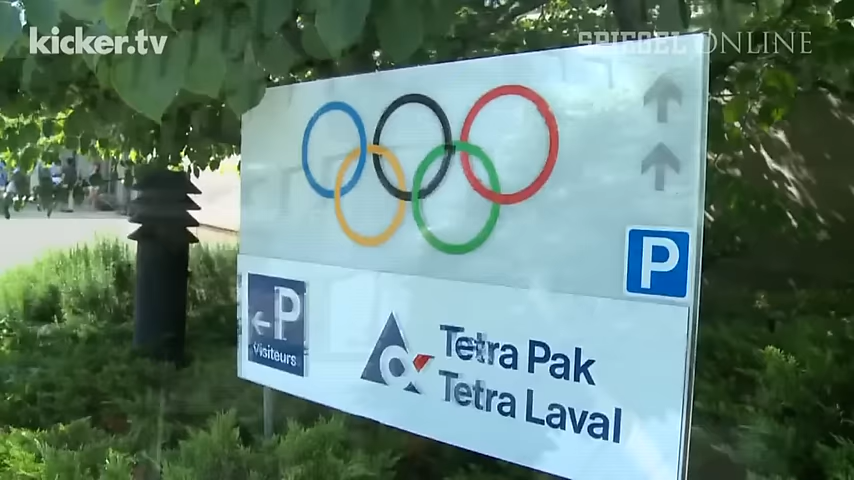 kicker.tv
SPIEGEL ONLINE
P
P
Visiteurs
Tetra Pak
Tetra Laval